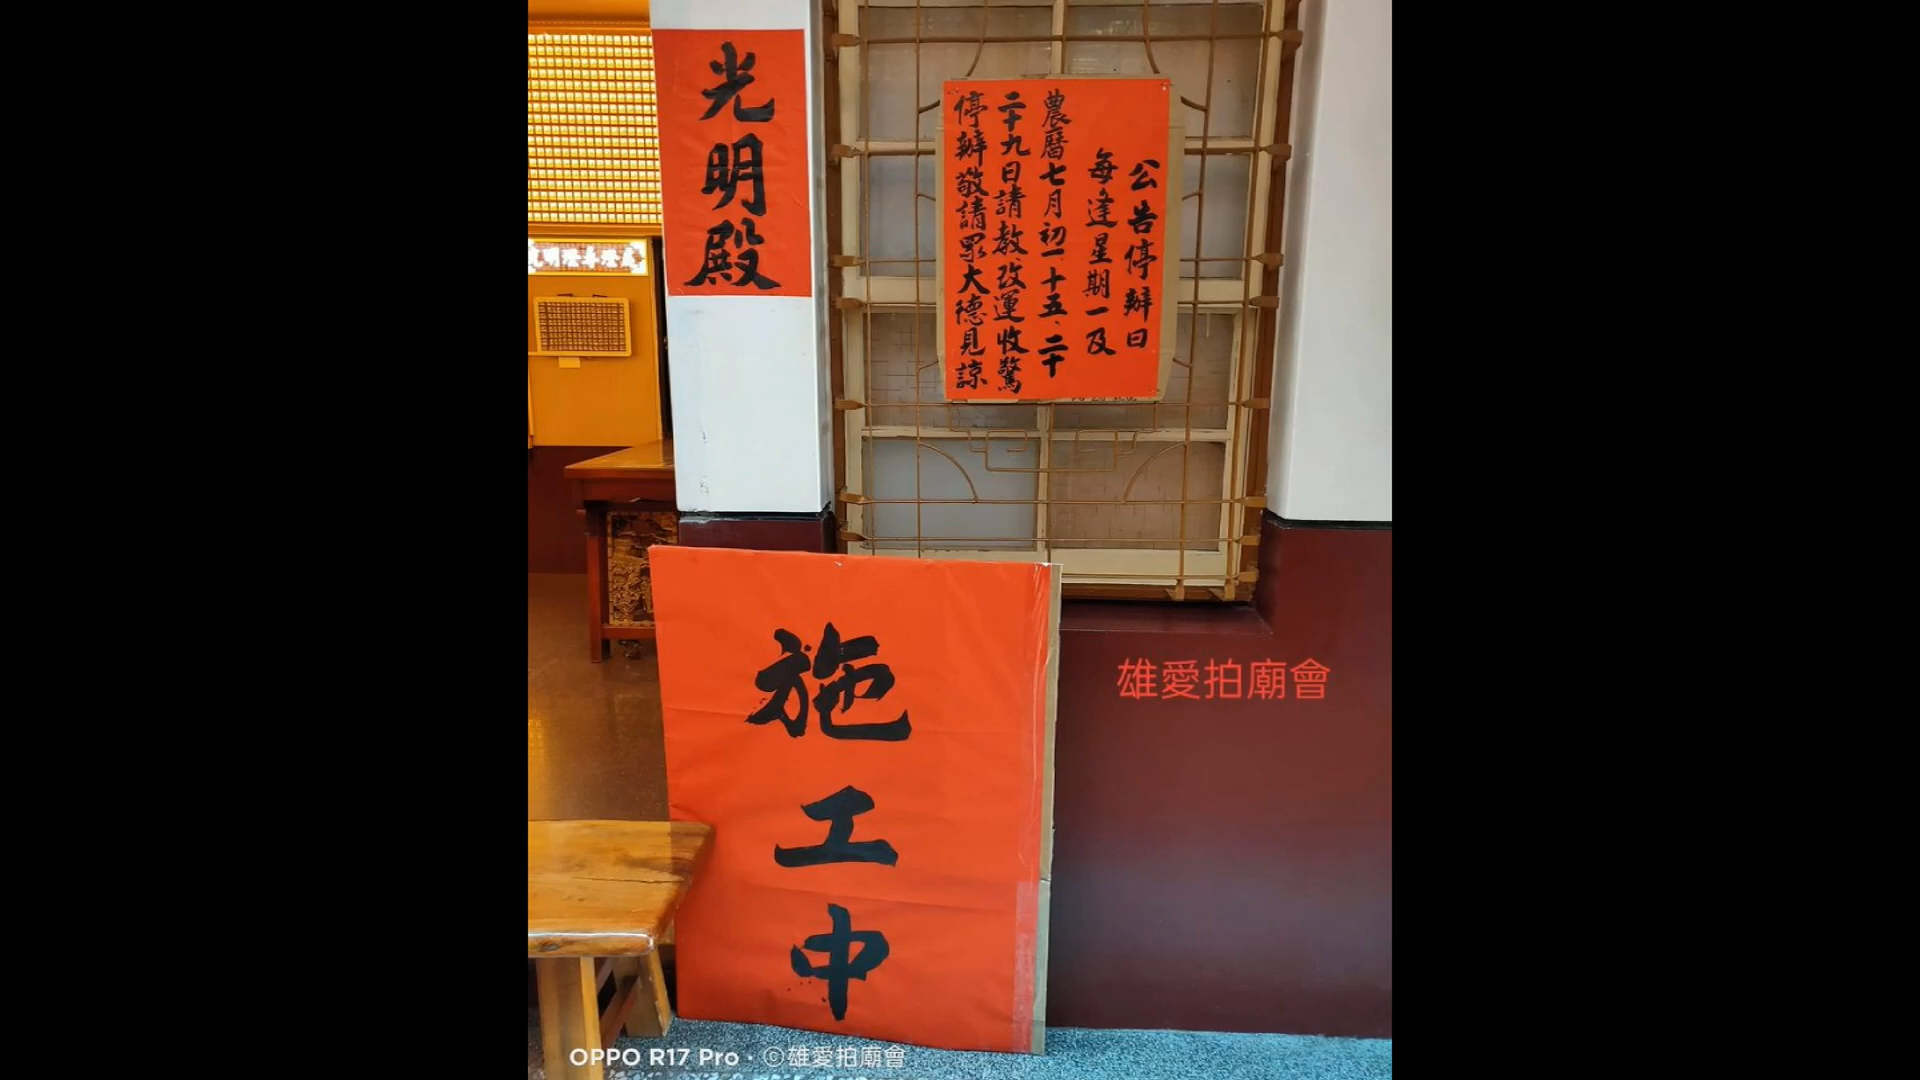 光明殿
公告停辦日
每逢星期一及
農曆七月初一、十五、二十
二十九日請教、改運收驚
停辦敬請眾大德見諒
施工中
雄愛拍廟會
OPPO R17 Pro · ©雄愛拍廟會